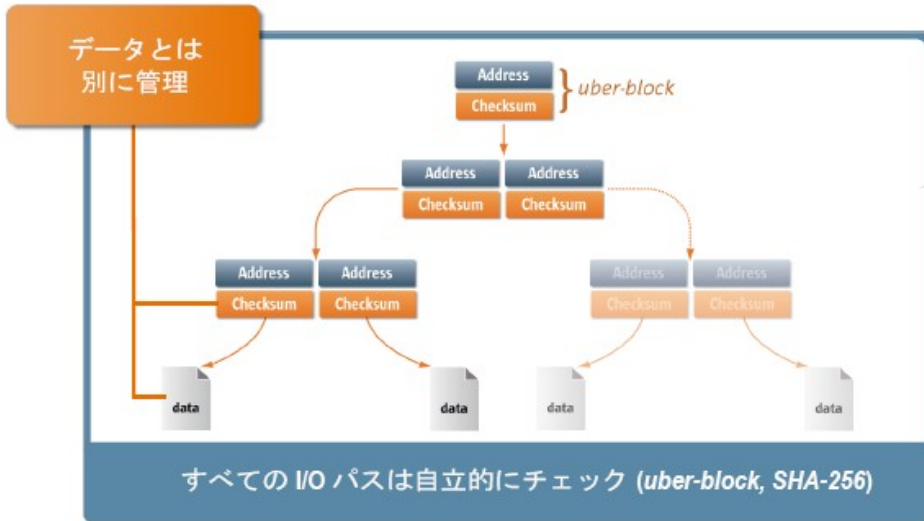 データとは
別に管理
Address
Checksum
uber-block
Address Address
Checksum Checksum
Address Address
Checksum Checksum
Address Address
Checksum Checksum
data
data
data
data
すべての I/O パスは自立的にチェック (uber-block, SHA-256)